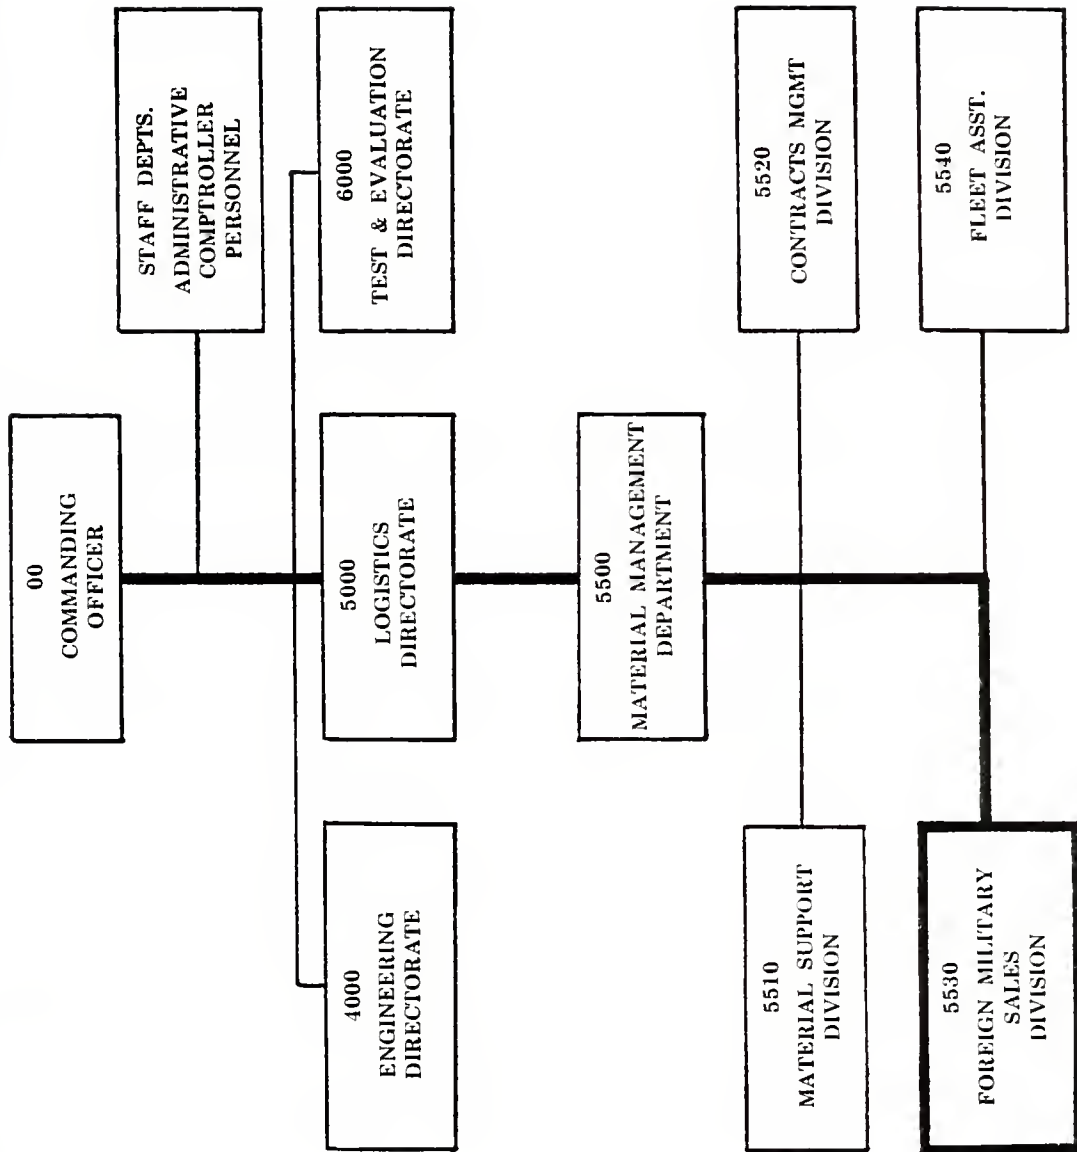 00
COMMANDING
OFFICER
STAFF DEPTS.
ADMINISTRATIVE
COMPTROLLER
PERSONNEL
4000
ENGINEERING
DIRECTORATE
5000
LOGISTICS
DIRECTORATE
6000
TEST & EVALUATION
DIRECTORATE
5500
MATERIAL MANAGEMENT
DEPARTMENT
5510
MATERIAL SUPPORT
DIVISION
5520
CONTRACTS MGMT
DIVISION
5530
FOREIGN MILITARY
SALES
DIVISION
5540
FLEET ASST.
DIVISION